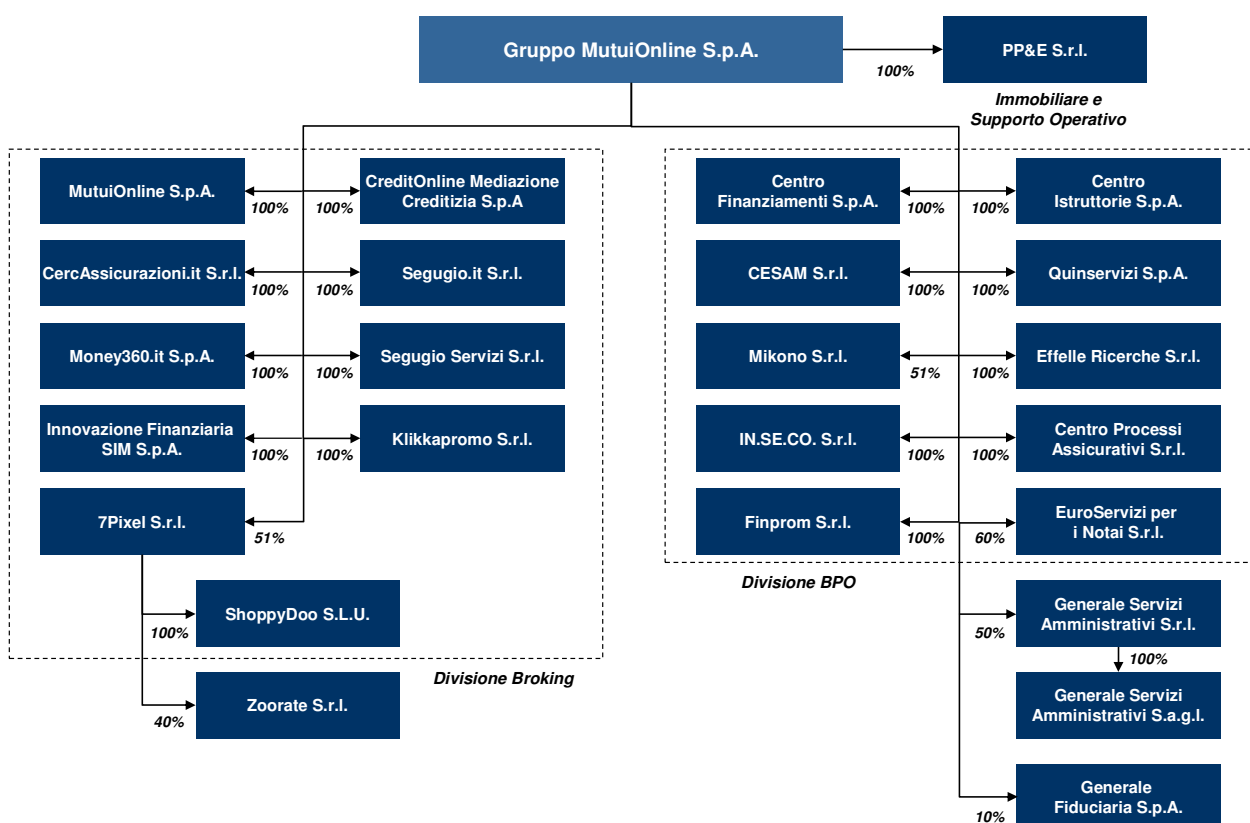 Gruppo MutuiOnline S.p.A.
PP&E S.r.l.
100%
Immobiliare e
Supporto Operativo
MutuiOnline S.p.A.
CreditOnline Mediazione
Creditizia S.p.A
100%
100%
CercAssicurazioni.it S.r.l.
Segugio.it S.r.l.
100%
100%
Money360.it S.p.A.
Segugio Servizi S.r.l.
100%
100%
Innovazione Finanziaria
SIM S.p.A.
Klikkapromo S.r.l.
100%
100%
7Pixel S.r.l.
51%
ShoppyDoo S.L.U.
100%
Divisione Broking
Zoorate S.r.l.
40%
Centro
Finanziamenti S.p.A.
Centro
Istruttorie S.p.A.
100%
100%
CESAM S.r.l.
Quinservizi S.p.A.
100%
100%
Mikono S.r.l.
Effelle Ricerche S.r.l.
51%
100%
IN.SE.CO. S.r.l.
Centro Processi
Assicurativi S.r.l.
100%
100%
Finprom S.r.l.
EuroServizi per
i Notai S.r.l.
100%
60%
Divisione BPO
Generale Servizi
Amministrativi S.r.l.
50%
100%
Generale Servizi
Amministrativi S.a.g.l.
Generale
Fiduciaria S.p.A.
10%